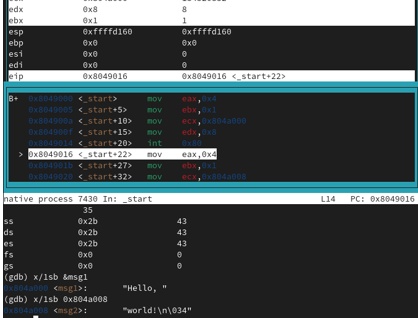 edx 0x8 8
ebx 0x1 1
esp 0xffffd160 0xffffd160
ebp 0x0 0x0
esi 0x0 0
edi 0x0 0
eip 0x8049016 0x8049016 <_start+22>
B+ 0x8049000 <_start> mov eax,0x4
0x8049005 <_start+5> mov ebx,0x1
0x804900a <_start+10> mov ecx,0x804a000
0x804900f <_start+15> mov edx,0x8
0x8049014 <_start+20> int 0x80
> 0x8049016 <_start+22> mov eax,0x4
0x804901b <_start+27> mov ebx,0x1
0x8049020 <_start+32> mov ecx,0x804a008
native process 7430 In: _start L14 PC: 0x8049016
35
ss 0x2b 43
ds 0x2b 43
es 0x2b 43
fs 0x0 0
gs 0x0 0
(gdb) x/1sb &msg1
0x804a000 <msg1>: "Hello, "
(gdb) x/1sb 0x804a008
0x804a008 <msg2>: "world!\n\034"